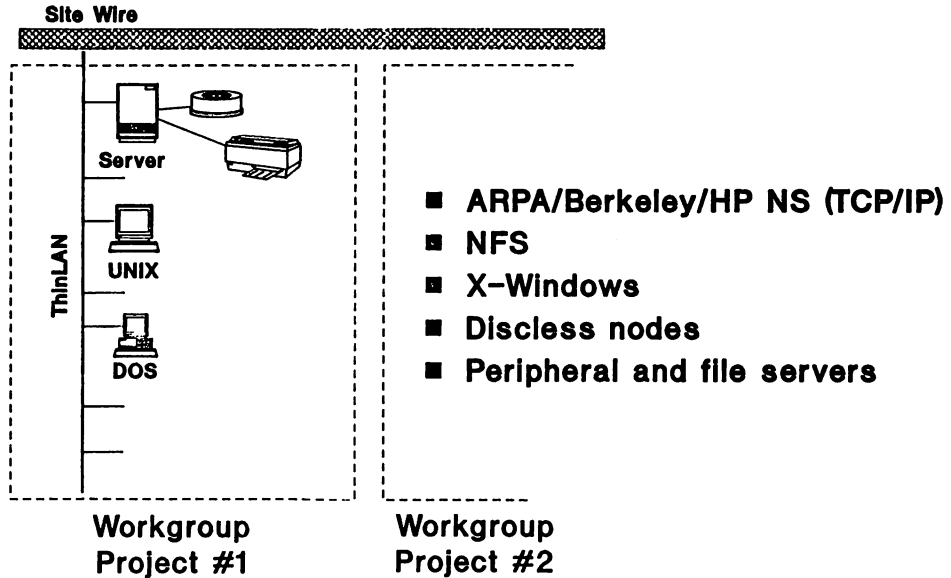 Site Wire
Server
ThinLAN
UNIX
DOS
■ ARPA/Berkeley/HP NS (TCP/IP)
■ NFS
■ X-Windows
■ Discless nodes
■ Peripheral and file servers
Workgroup
Project #1
Workgroup
Project #2